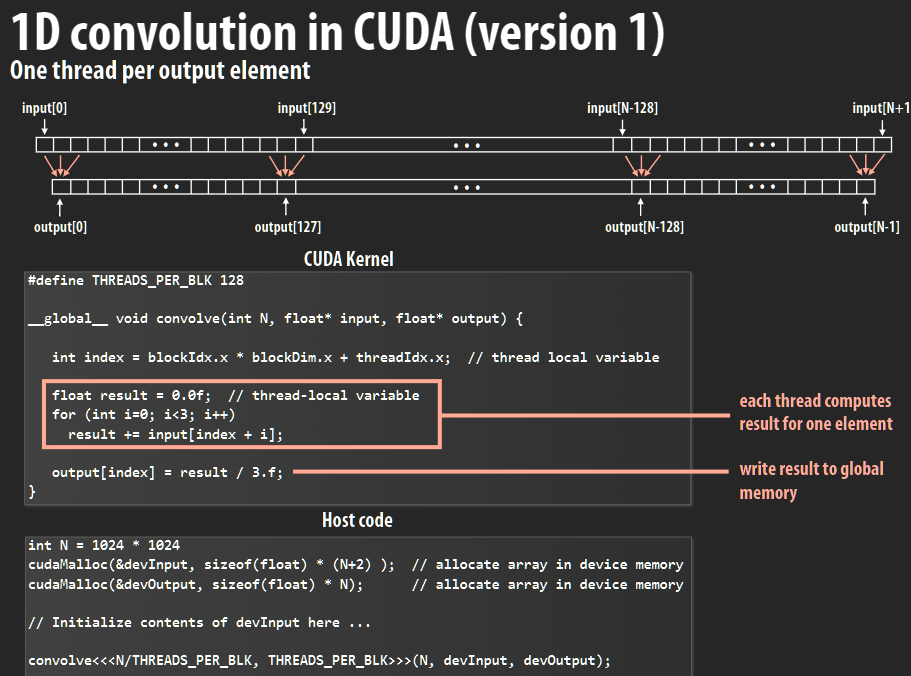 1D convolution in CUDA (version 1)
One thread per output element
input[0]
input[129]
input[N-128]
input[N+1
output[0]
output[127]
output[N-128]
output[N-1]
CUDA Kernel
#define THREADS_PER_BLK 128
__global__ void convolve(int N, float* input, float* output) {
int index = blockIdx.x * blockDim.x + threadIdx.x;  // thread local variable
float result = 0.0f;  // thread-local variable
for (int i=0; i<3; i++)
result += input[index + i];
output[index] = result / 3.f;
}
each thread computes
result for one element
write result to global
memory
Host code
int N = 1024 * 1024
cudaMalloc(&devInput, sizeof(float) * (N+2) );  // allocate array in device memory
cudaMalloc(&devOutput, sizeof(float) * N);      // allocate array in device memory
// Initialize contents of devInput here ...
convolve<<<N/THREADS_PER_BLK, THREADS_PER_BLK>>>(N, devInput, devOutput);